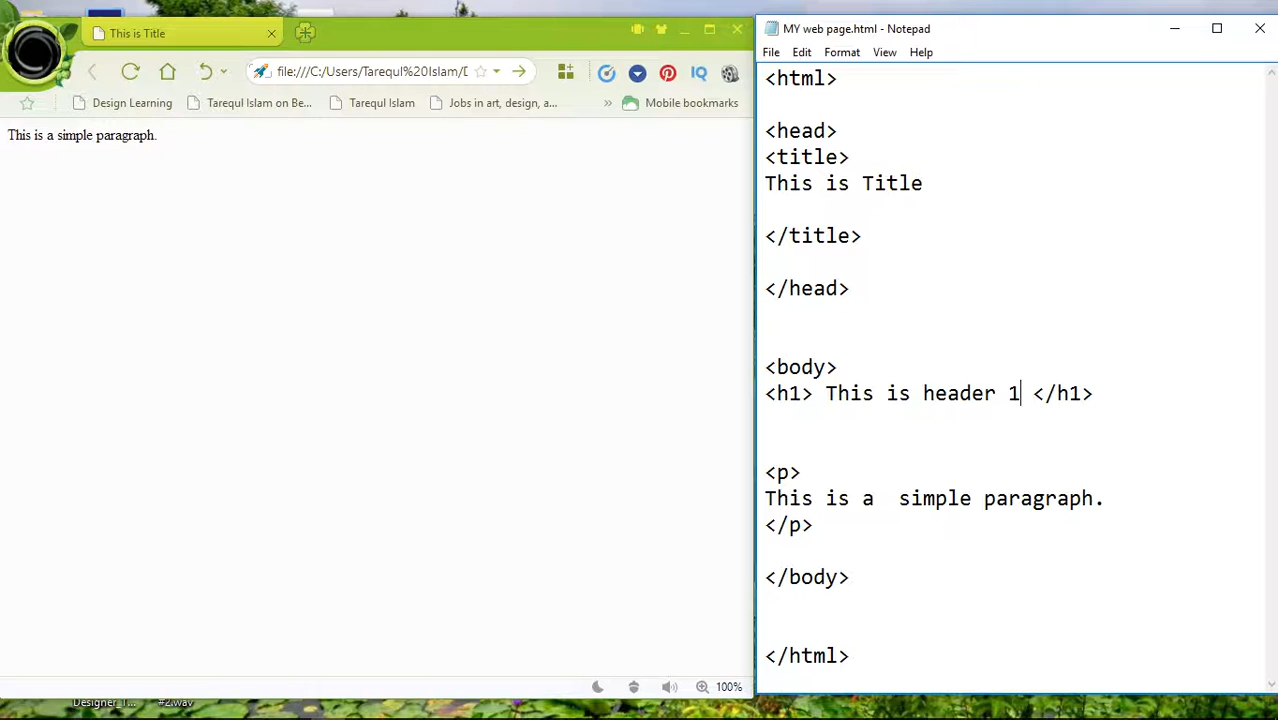 This is Title
file:///C:/Users/Tarequl%20Islam/D
IQ
Design Learning
Tarequl Islam on Be...
Tarequl Islam
Jobs in art, design, a...
»
Mobile bookmarks
This is a simple paragraph.
100%
MY web page.html - Notepad
File Edit Format View Help
<html>
<head>
<title>
This is Title
</title>
</head>
<body>
<h1> This is header 1 </h1>
<p>
This is a  simple paragraph.
</p>
</body>
</html>
#2.wav